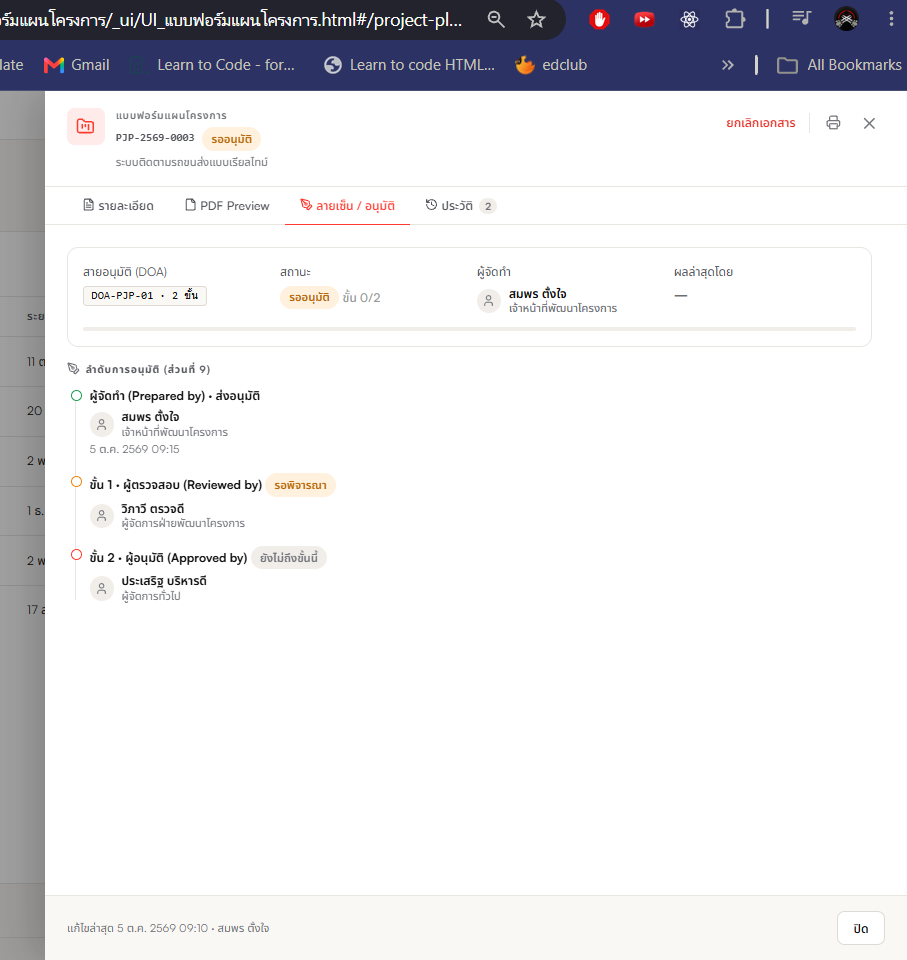 ร์มแผนโครงการ/_ui/UI_แบบฟอร์มแผนโครงการ.html#/project-pl...
late
Gmail
Learn to Code - for...
Learn to code HTML...
edclub
»
All Bookmarks
แบบฟอร์มแผนโครงการ
PJP-2569-0003
รออนุมัติ
ระบบติดตามรถขนส่งแบบเรียลไทม์
ยกเลิกเอกสาร
รายละเอียด
PDF Preview
ลายเซ็น / อนุมัติ
ประวัติ 2
สายอนุมัติ (DOA)
DOA-PJP-01 · 2 ขั้น
สถานะ
รออนุมัติ ขั้น 0/2
ผู้จัดทำ
สมพร ตั้งใจ
เจ้าหน้าที่พัฒนาโครงการ
ผลล่าสุดโดย
—
ลำดับการอนุมัติ (ส่วนที่ 9)
ผู้จัดทำ (Prepared by) • ส่งอนุมัติ
สมพร ตั้งใจ
เจ้าหน้าที่พัฒนาโครงการ
5 ต.ค. 2569 09:15
ขั้น 1 • ผู้ตรวจสอบ (Reviewed by) รอพิจารณา
วิภาวี ตรวจดี
ผู้จัดการฝ่ายพัฒนาโครงการ
ขั้น 2 • ผู้อนุมัติ (Approved by) ยังไม่ถึงขั้นนี้
ประเสริฐ บริหารดี
ผู้จัดการทั่วไป
ระย
11 ต
20
2 พ
1 ธ.
2 พ
17
แก้ไขล่าสุด 5 ต.ค. 2569 09:10 • สมพร ตั้งใจ
ปิด